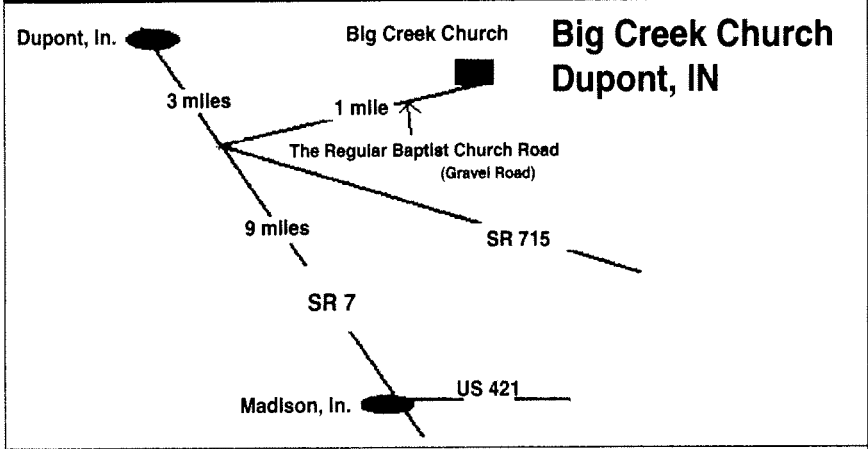 Big Creek Church
Dupont, IN
Dupont, In.
Big Creek Church
3 miles
1 mile
The Regular Baptist Church Road
(Gravel Road)
9 miles
SR 715
SR 7
US 421
Madison, In.